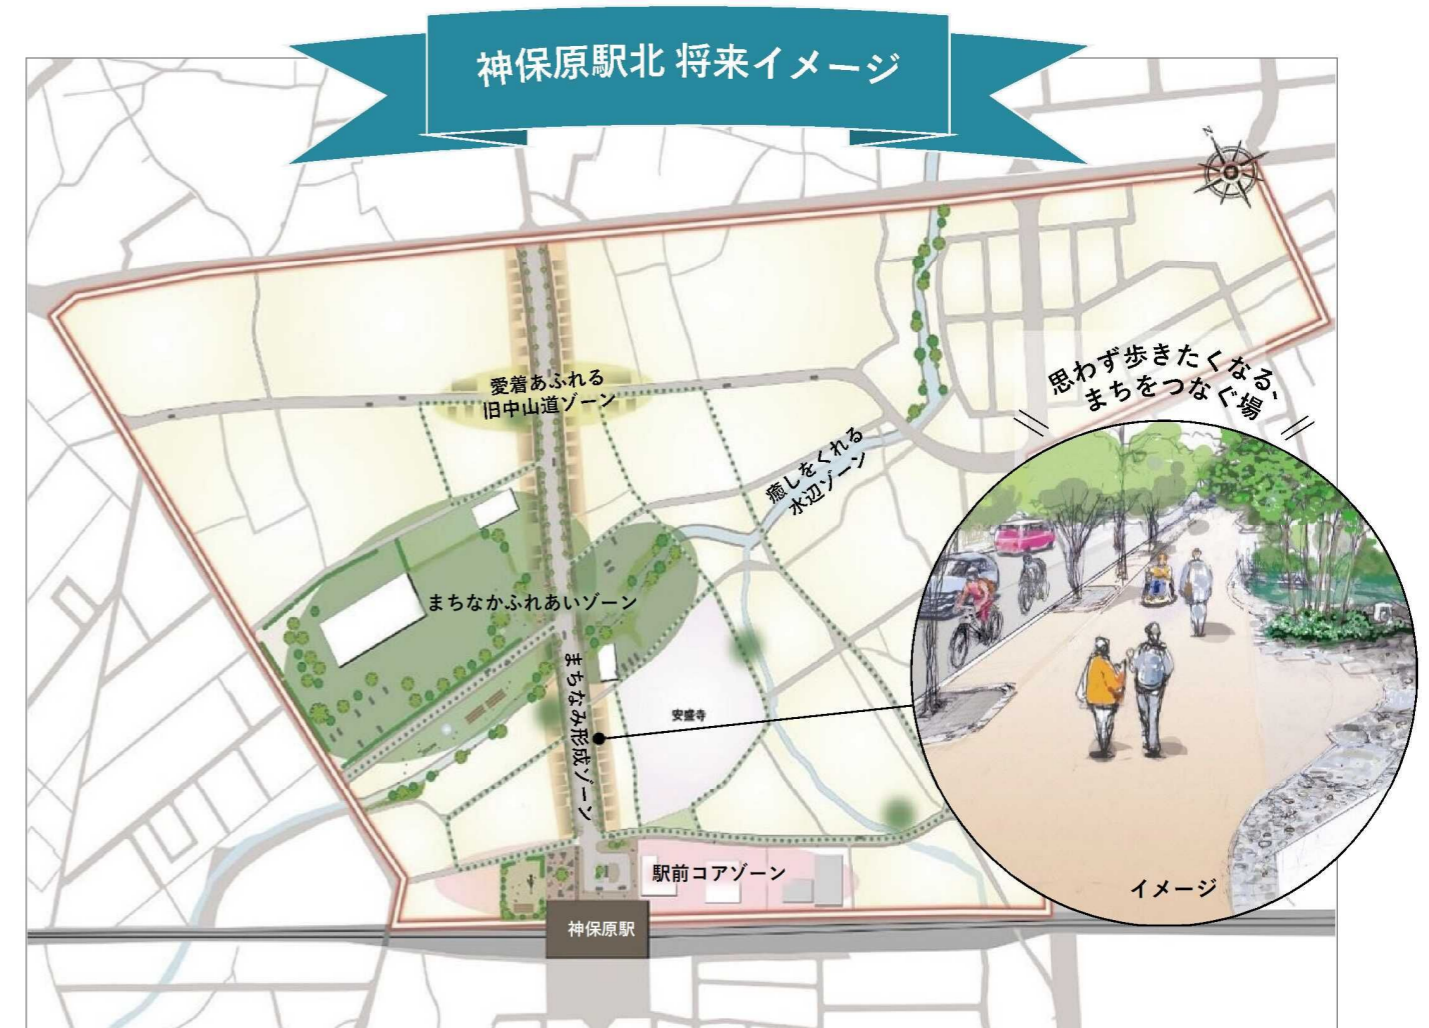 神保原駅北 将来イメージ
N
思わず歩きたくなる、
まちをつなぐ場
愛着あふれる
旧中山道ゾーン
癒しをくれる
水辺ゾーン
まちなかふれあいゾーン
まちなみ形成ゾーン
安盛寺
駅前コアゾーン
イメージ
神保原駅